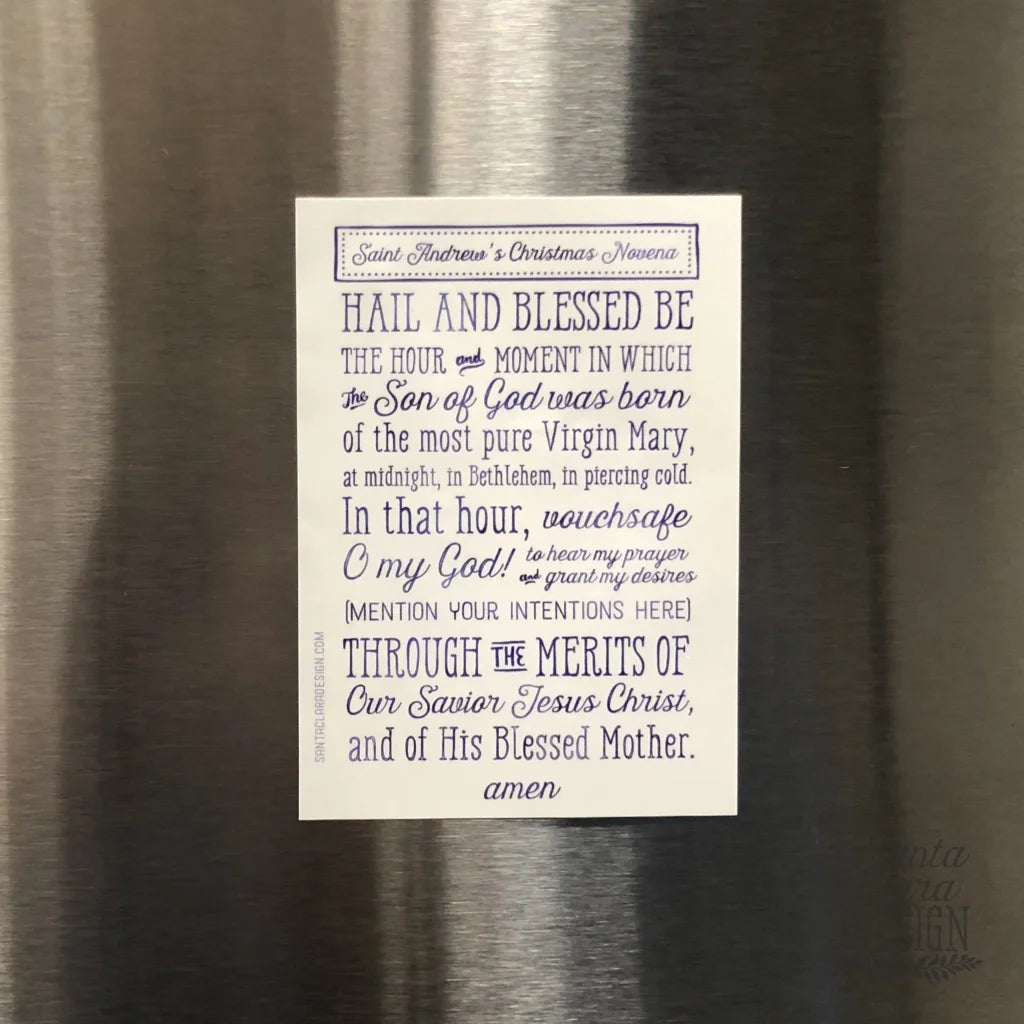 Saint Andrew's Christmas Novena
HAIL AND BLESSED BE
THE HOUR and MOMENT IN WHICH
The Son of God was born
of the most pure Virgin Mary,
at midnight, in Bethlehem, in piercing cold.
In that hour, vouchsafe
O my God! to hear my prayer
and grant my desires
(MENTION YOUR INTENTIONS HERE)
THROUGH THE MERITS OF
Our Savior Jesus Christ,
and of His Blessed Mother.
amen
SANTACLARADESIGN.COM